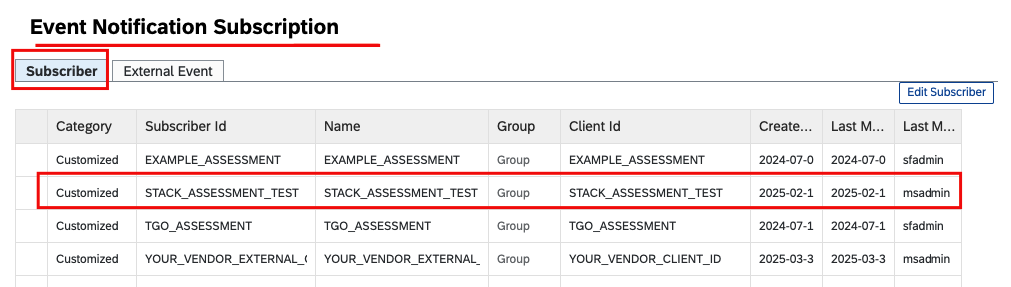 Event Notification Subscription
Subscriber External Event
Edit Subscriber
Category Subscriber Id Name Group Client Id Create... Last M... Last M...
Customized EXAMPLE_ASSESSMENT EXAMPLE_ASSESSMENT Group EXAMPLE_ASSESSMENT 2024-07-0 2024-07-0 sfadmin
Customized STACK_ASSESSMENT_TEST STACK_ASSESSMENT_TEST Group STACK_ASSESSMENT_TEST 2025-02-1 2025-02-1 msadmin
Customized TGO_ASSESSMENT TGO_ASSESSMENT Group TGO_ASSESSMENT 2024-07-1 2024-07-1 sfadmin
Customized YOUR_VENDOR_EXTERNAL_ YOUR_VENDOR_EXTERNAL_ Group YOUR_VENDOR_CLIENT_ID 2025-03-3 2025-03-3 msadmin